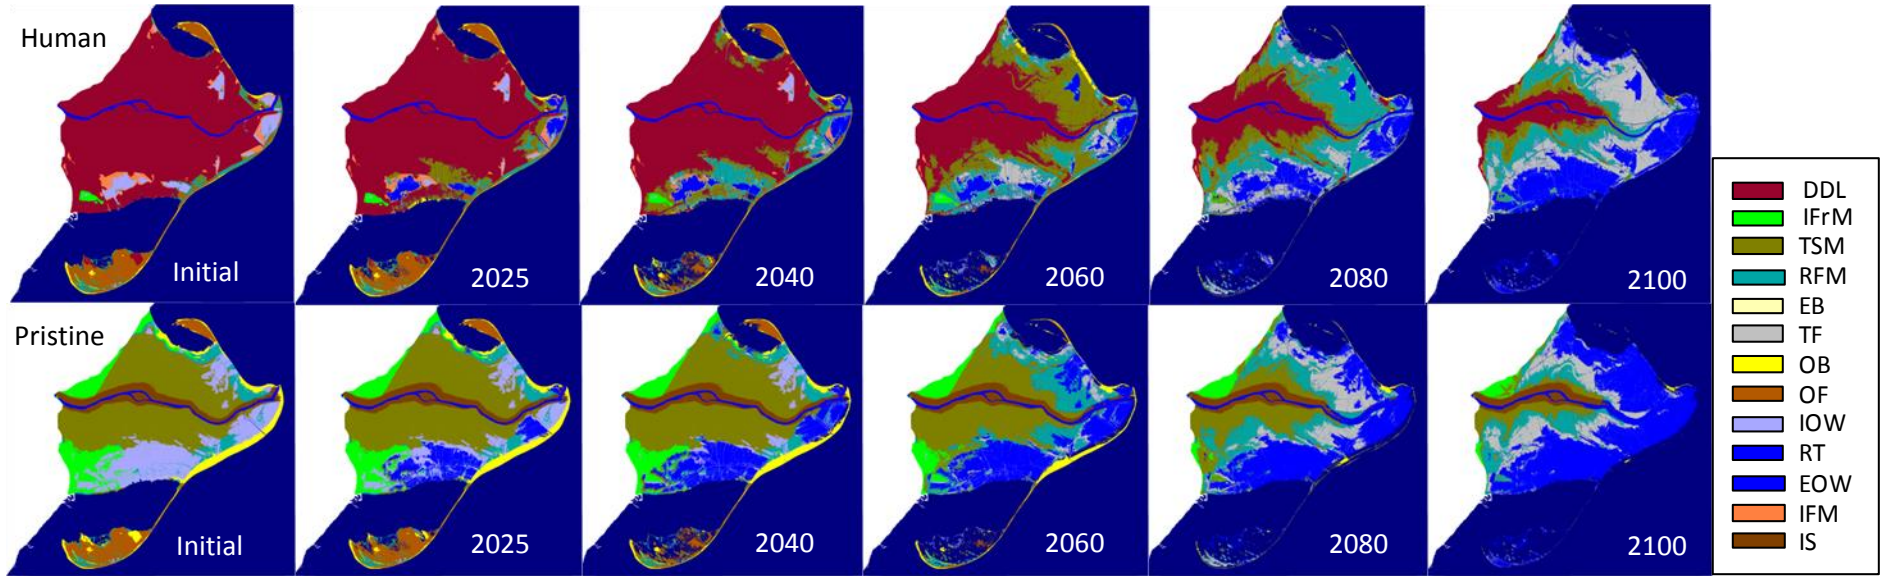 Human
Initial
2025
2040
2060
2080
2100
Pristine
Initial
2025
2040
2060
2080
2100
DDL
IFrM
TSM
RFM
EB
TF
OB
OF
IOW
RT
EOW
IFM
IS